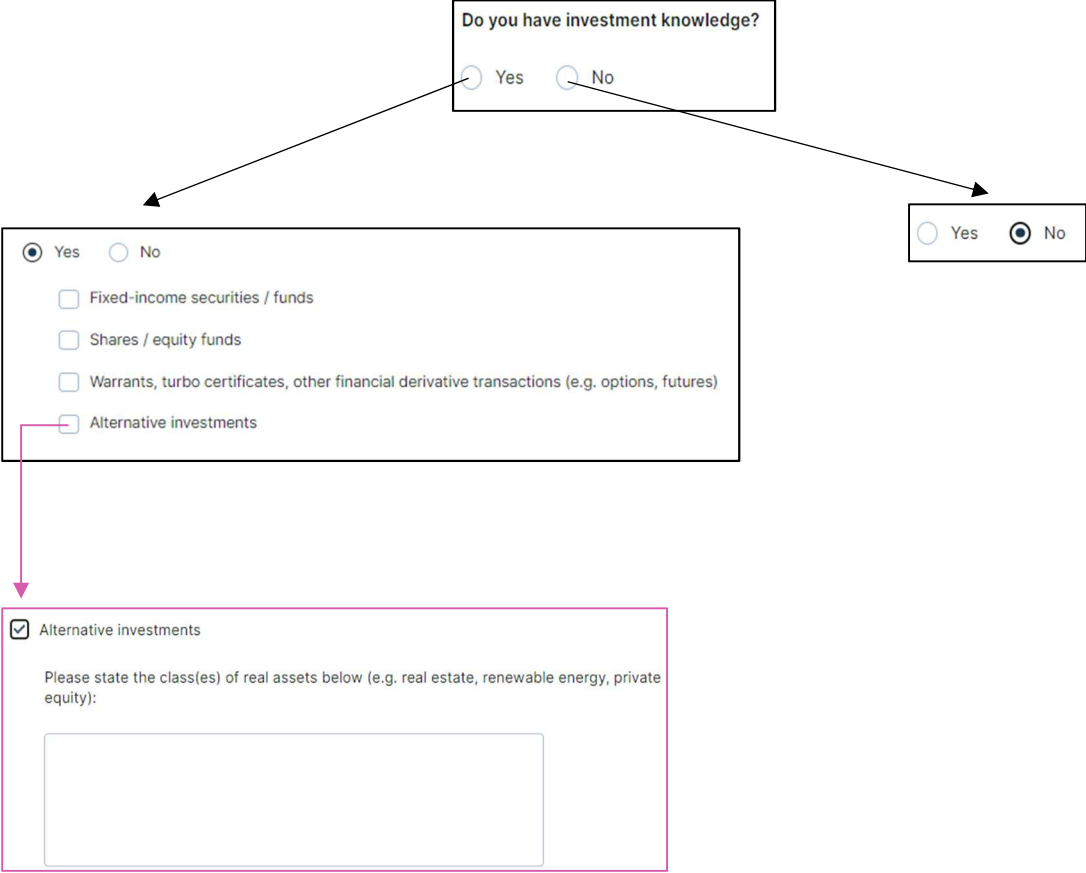 Do you have investment knowledge?
Yes No
Yes No
Yes No
Fixed-income securities / funds
Shares / equity funds
Warrants, turbo certificates, other financial derivative transactions (e.g. options, futures)
Alternative investments
Alternative investments
Please state the class(es) of real assets below (e.g. real estate, renewable energy, private
equity):